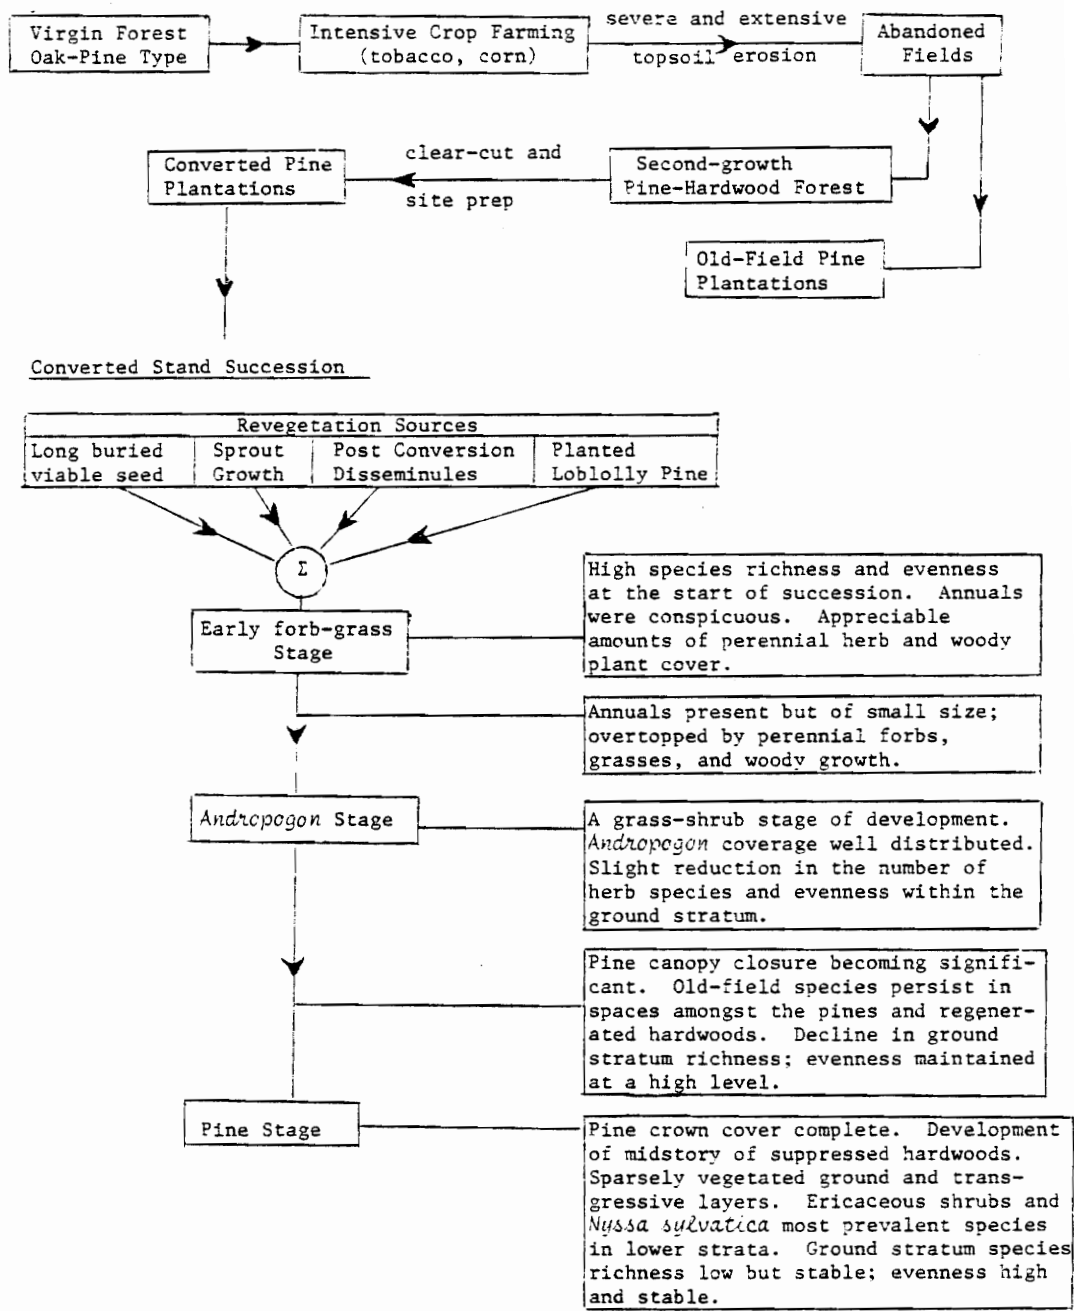 Virgin Forest
Oak-Pine Type
Intensive Crop Farming
(tobacco, corn)
severe and extensive
topsoil erosion
Abandoned
Fields
Converted Pine
Plantations
clear-cut and
site prep
Second-growth
Pine-Hardwood Forest
Old-Field Pine
Plantations
Converted Stand Succession
Revegetation Sources
Long buried
viable seed
Sprout
Growth
Post Conversion
Disseminules
Planted
Loblolly Pine
Σ
Early forb-grass
Stage
High species richness and evenness
at the start of succession. Annuals
were conspicuous. Appreciable
amounts of perennial herb and woody
plant cover.
Annuals present but of small size;
overtopped by perennial forbs,
grasses, and woody growth.
Andropogon Stage
A grass-shrub stage of development.
Andropogon coverage well distributed.
Slight reduction in the number of
herb species and evenness within the
ground stratum.
Pine canopy closure becoming signifi-
cant. Old-field species persist in
spaces amongst the pines and regener-
ated hardwoods. Decline in ground
stratum richness; evenness maintained
at a high level.
Pine Stage
Pine crown cover complete. Development
of midstory of suppressed hardwoods.
Sparsely vegetated ground and trans-
gressive layers. Ericaceous shrubs and
Nyssa sylvatica most prevalent species
in lower strata. Ground stratum species
richness low but stable; evenness high
and stable.